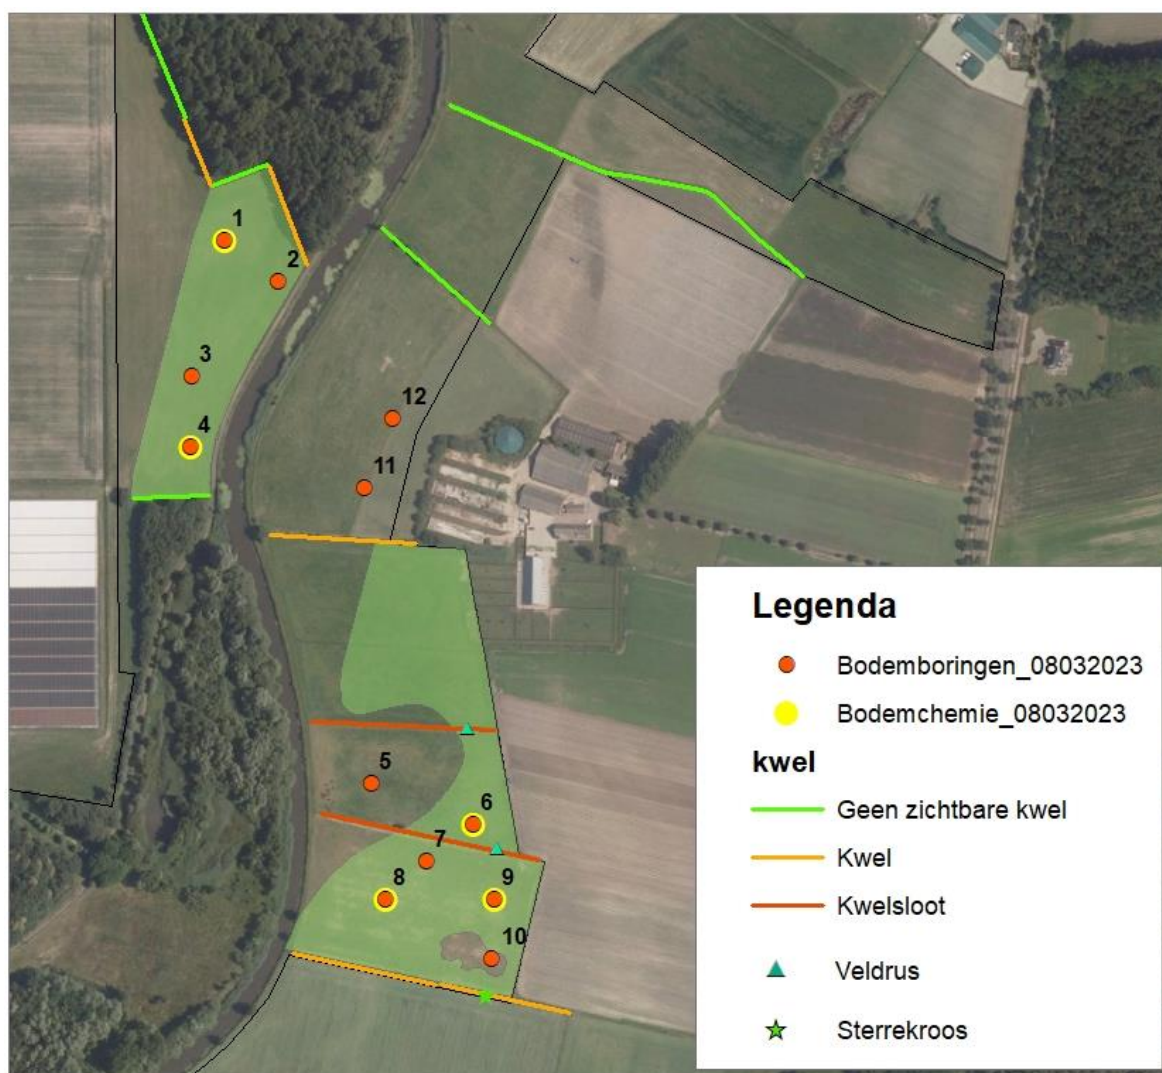 1
2
3
4
12
11
5
6
7
8
9
10
Legenda
Bodemboringen_08032023
Bodemchemie_08032023
kwel
Geen zichtbare kwel
Kwel
Kwelsloot
Veldrus
Sterrekroos